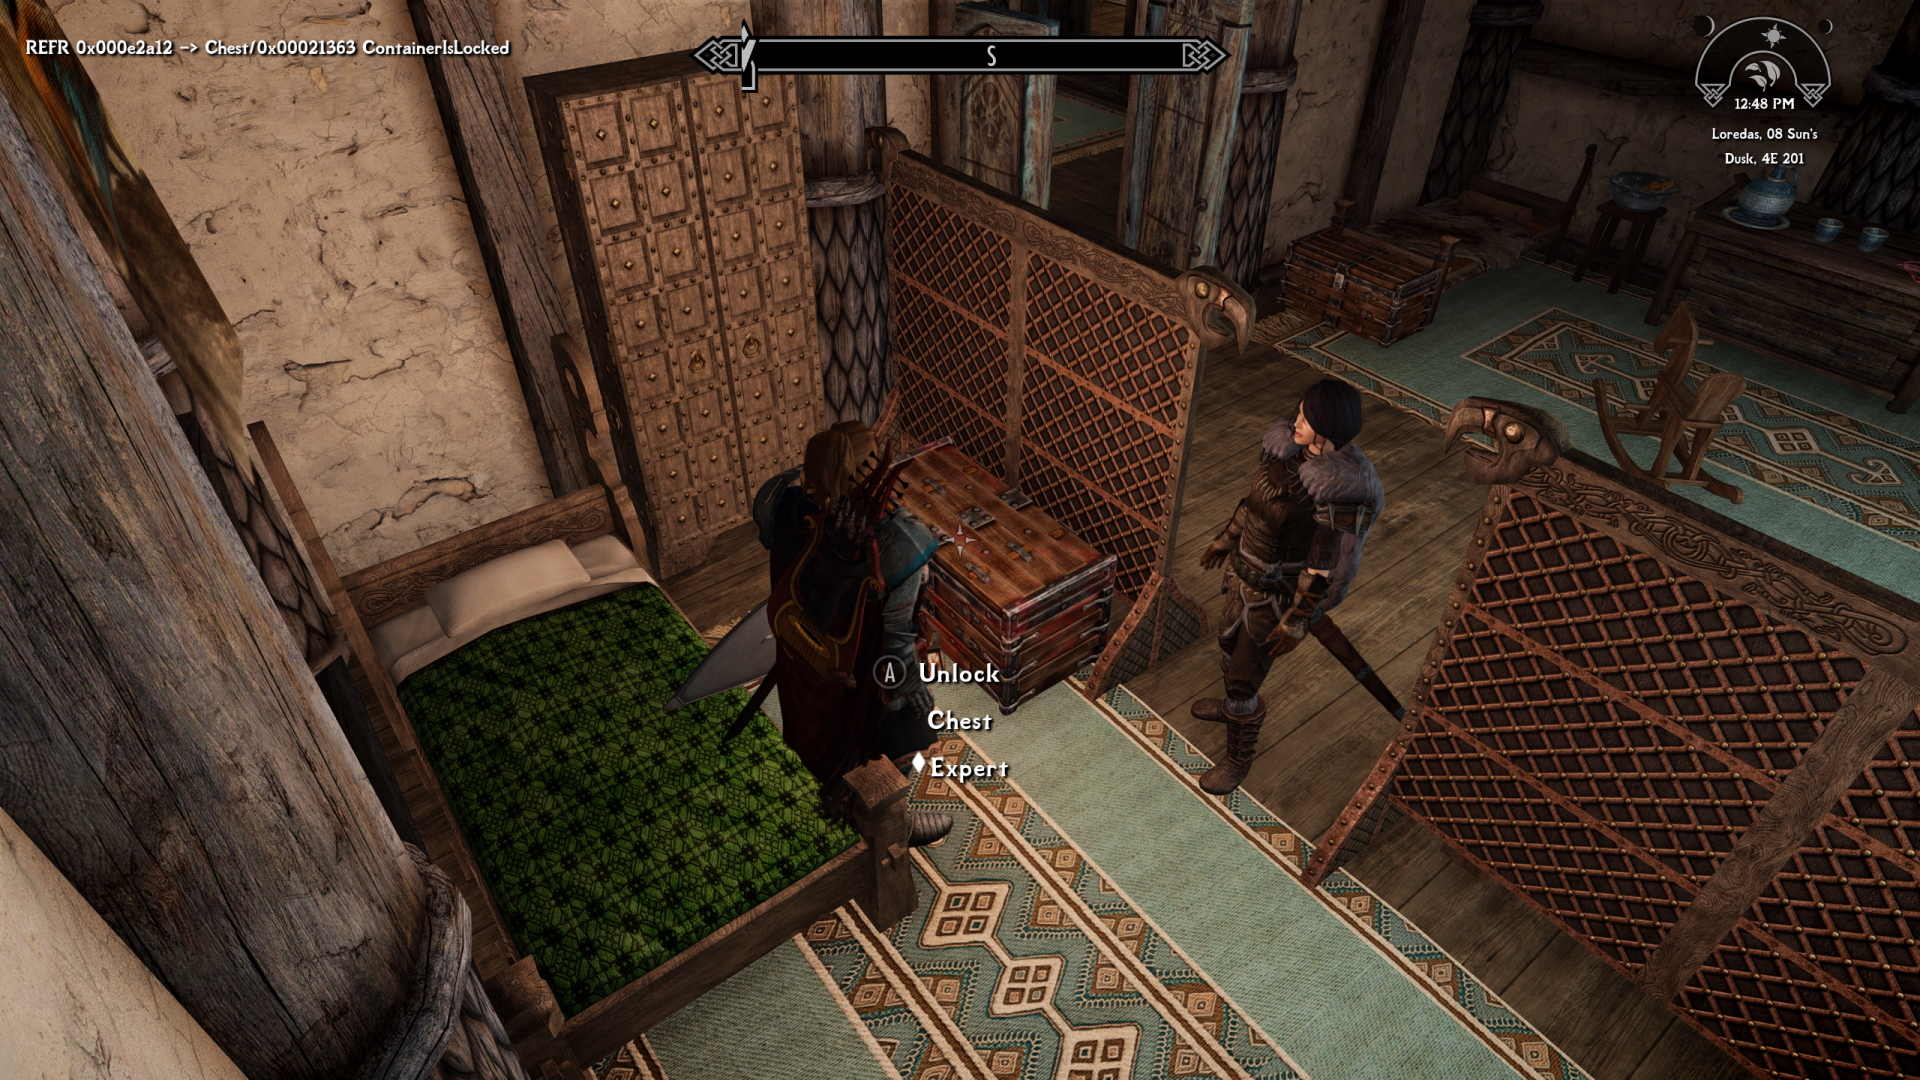 REFR 0x000e2a12 -> Chest/0x00021363 ContainerIsLocked
S
12:48 PM
Loredas, 08 Sun's
Dusk, 4E 201
A Unlock
Chest
Expert